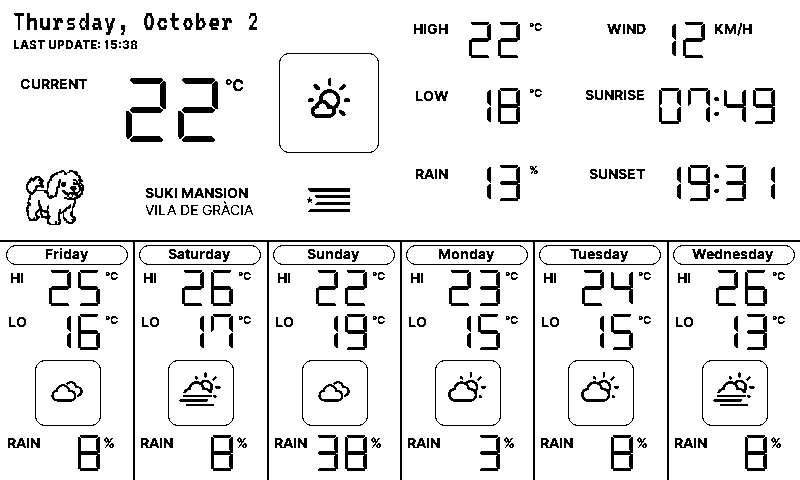 Thursday, October 2
LAST UPDATE: 15:38
CURRENT 22 °C
SUKI MANSION
VILA DE GRÀCIA
HIGH 22 °C
LOW 18 °C
RAIN 13 %
WIND 12 KM/H
SUNRISE 07:49
SUNSET 19:31
Friday
HI 25 °C
LO 16 °C
RAIN 8 %
Saturday
HI 26 °C
LO 17 °C
RAIN 8 %
Sunday
HI 22 °C
LO 19 °C
RAIN 38 %
Monday
HI 23 °C
LO 15 °C
RAIN 3 %
Tuesday
HI 24 °C
LO 15 °C
RAIN 8 %
Wednesday
HI 26 °C
LO 13 °C
RAIN 8 %